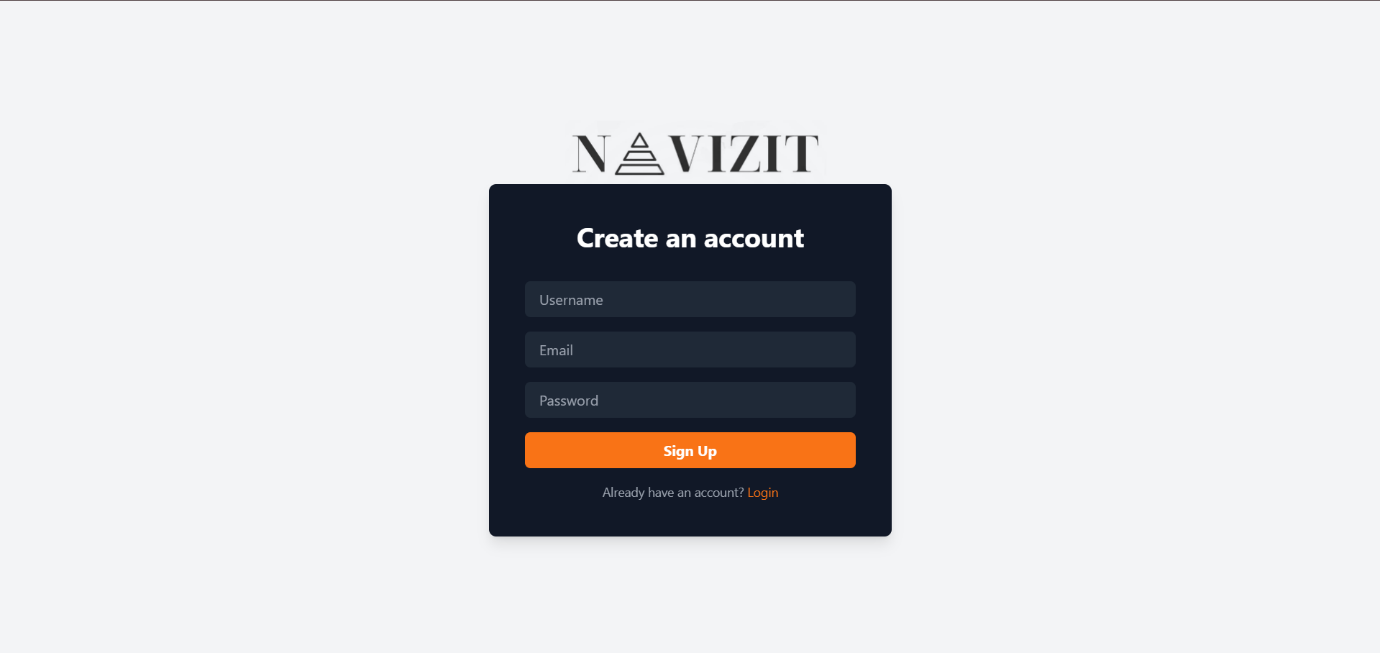 NAVIZIT
Create an account
Username
Email
Password
Sign Up
Already have an account? Login